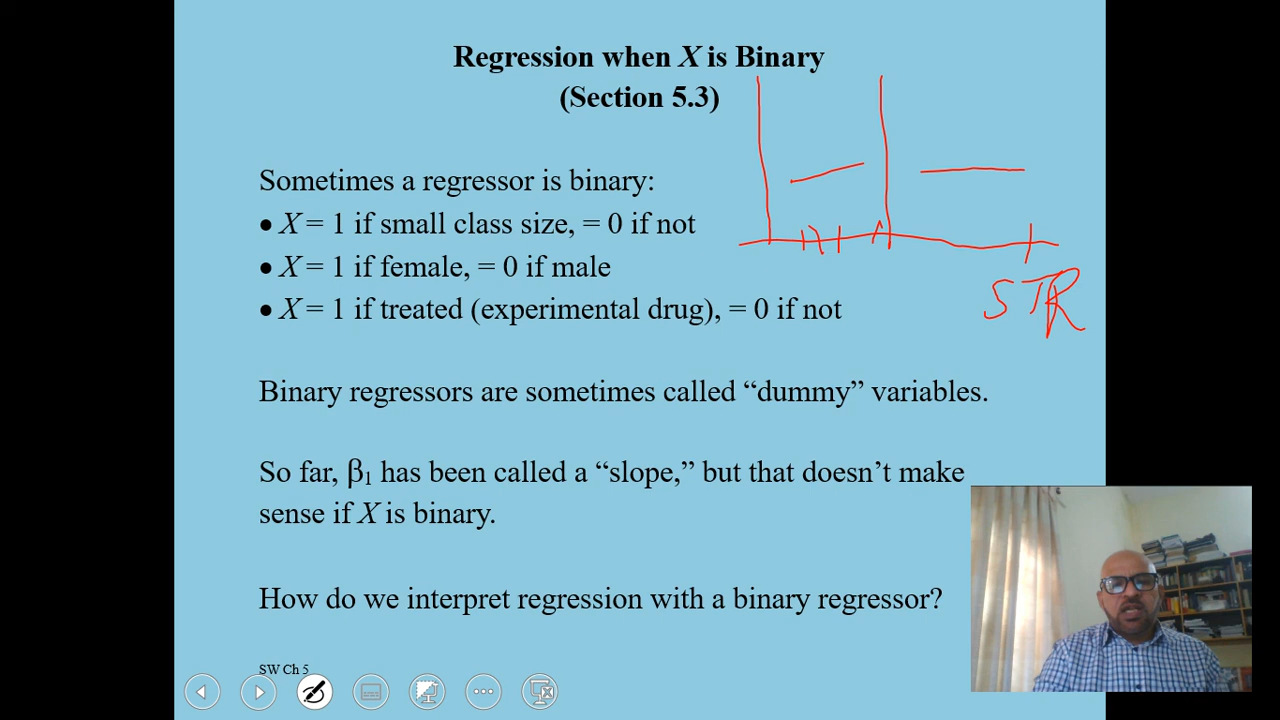 Regression when X is Binary
(Section 5.3)
Sometimes a regressor is binary:
• X = 1 if small class size, = 0 if not
• X = 1 if female, = 0 if male
• X = 1 if treated (experimental drug), = 0 if not
STR
Binary regressors are sometimes called “dummy” variables.
So far, β₁ has been called a “slope,” but that doesn’t make
sense if X is binary.
How do we interpret regression with a binary regressor?
SW Ch 5